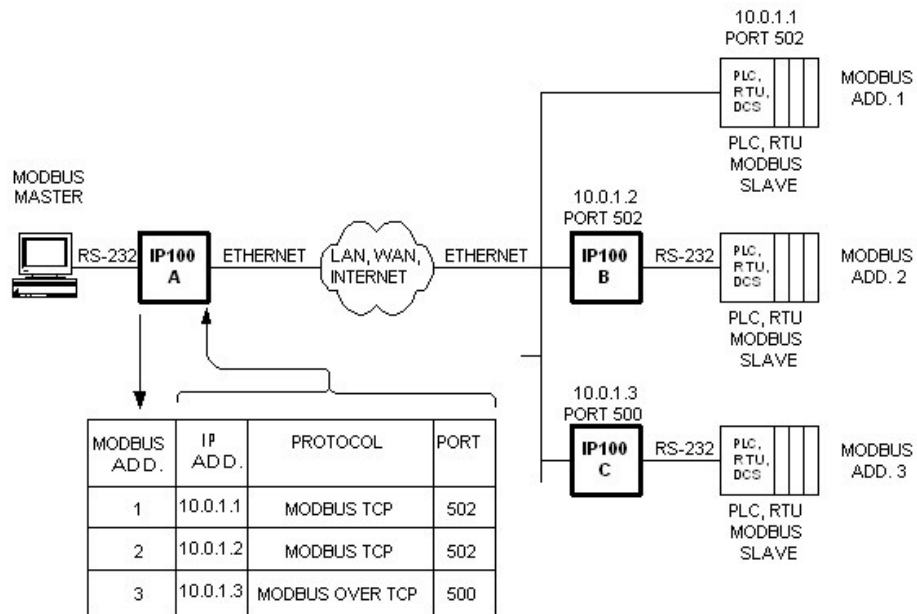 10.0.1.1
PORT 502
PLC,
RTU,
DCS
MODBUS
ADD. 1
PLC, RTU
MODBUS
SLAVE
MODBUS
MASTER
RS-232
IP100
A
ETHERNET
LAN, WAN,
INTERNET
ETHERNET
10.0.1.2
PORT 502
IP100
B
RS-232
PLC,
RTU,
DCS
MODBUS
ADD. 2
PLC, RTU
MODBUS
SLAVE
10.0.1.3
PORT 500
IP100
C
RS-232
PLC,
RTU,
DCS
MODBUS
ADD. 3
PLC, RTU
MODBUS
SLAVE
MODBUS ADD. IP ADD. PROTOCOL PORT
1 10.0.1.1 MODBUS TCP 502
2 10.0.1.2 MODBUS TCP 502
3 10.0.1.3 MODBUS OVER TCP 500